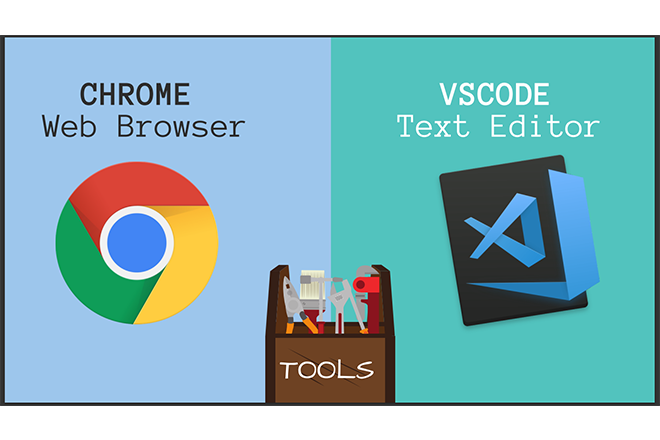 CHROME
Web Browser
VSCODE
Text Editor
TOOLS